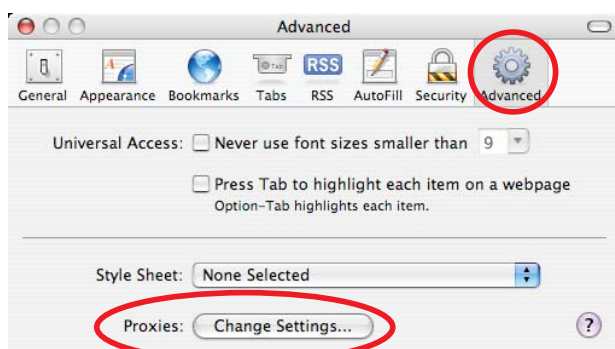 Advanced
General Appearance Bookmarks Tabs RSS AutoFill Security Advanced
RSS
Universal Access: Never use font sizes smaller than 9
Press Tab to highlight each item on a webpage
Option-Tab highlights each item.
Style Sheet: None Selected
Proxies: Change Settings... ?